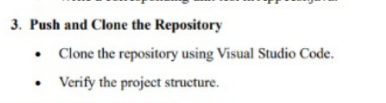 3. Push and Clone the Repository
• Clone the repository using Visual Studio Code.
• Verify the project structure.